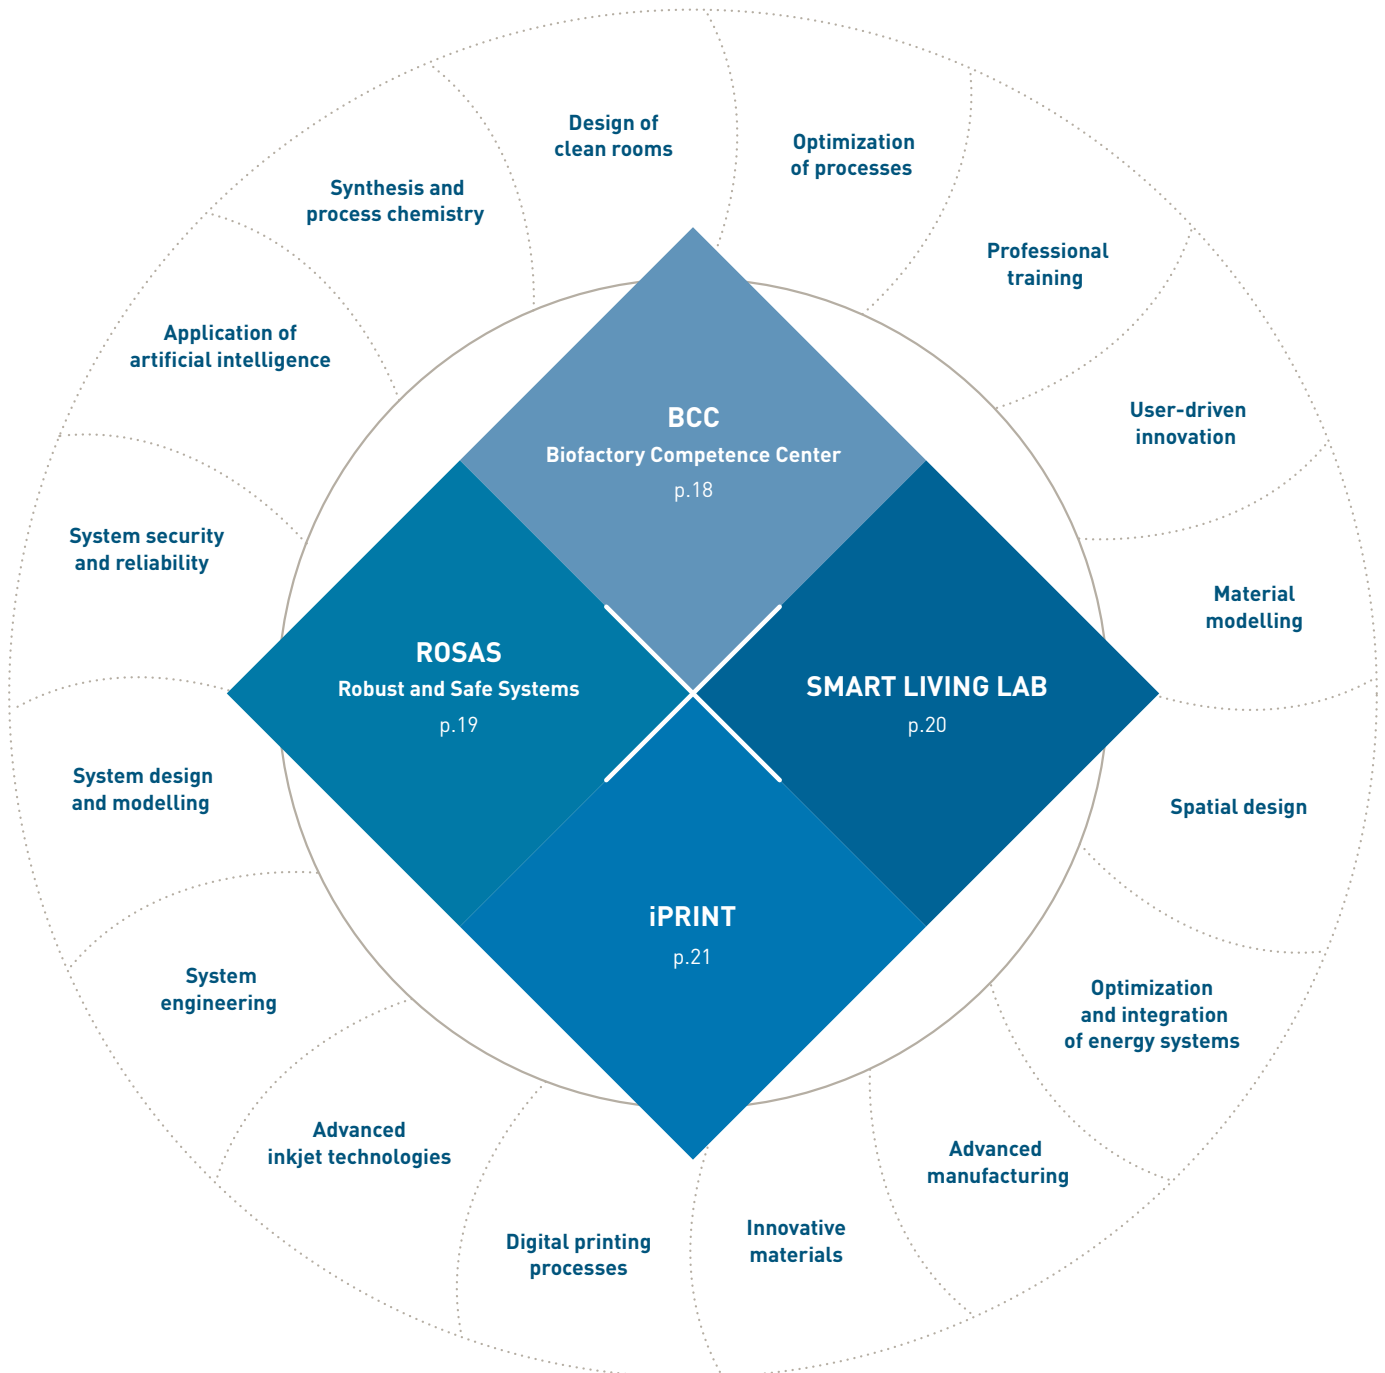 Design of
clean rooms
Optimization
of processes
Synthesis and
process chemistry
Professional
training
Application of
artificial intelligence
User-driven
innovation
BCC
Biofactory Competence Center
p.18
System security
and reliability
Material
modelling
ROSAS
Robust and Safe Systems
p.19
SMART LIVING LAB
p.20
System design
and modelling
Spatial design
iPRINT
p.21
System
engineering
Optimization
and integration
of energy systems
Advanced
inkjet technologies
Advanced
manufacturing
Digital printing
processes
Innovative
materials